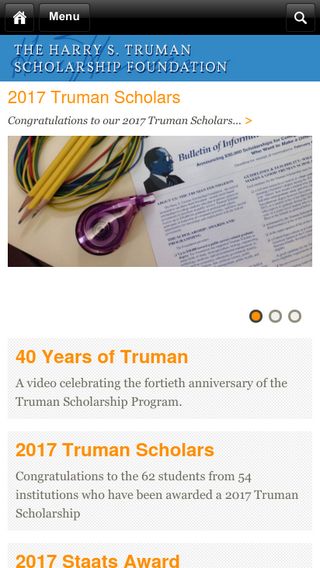 Menu
THE HARRY S. TRUMAN
SCHOLARSHIP FOUNDATION
2017 Truman Scholars
Congratulations to our 2017 Truman Scholars... >
Bulletin of Informat
40 Years of Truman
A video celebrating the fortieth anniversary of the
Truman Scholarship Program.
2017 Truman Scholars
Congratulations to the 62 students from 54
institutions who have been awarded a 2017 Truman
Scholarship
2017 Staats Award